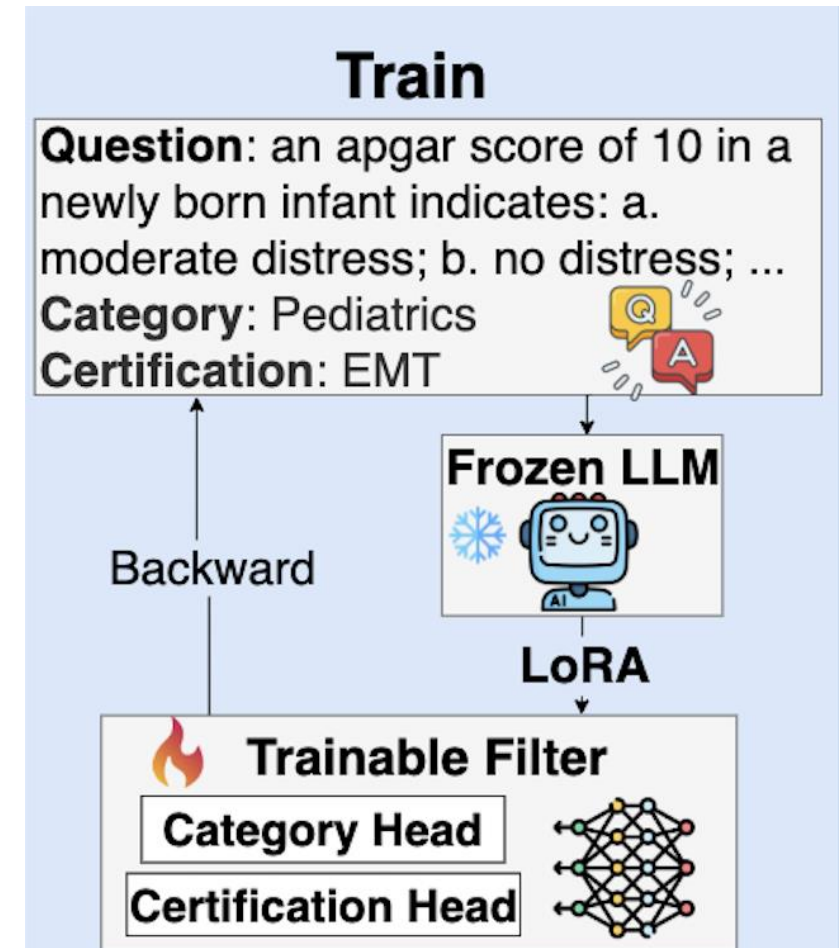 Train
Question: an apgar score of 10 in a
newly born infant indicates: a.
moderate distress; b. no distress; ...
Category: Pediatrics
Certification: EMT
Q
A
Frozen LLM
AI
Backward
LoRA
Trainable Filter
Category Head
Certification Head